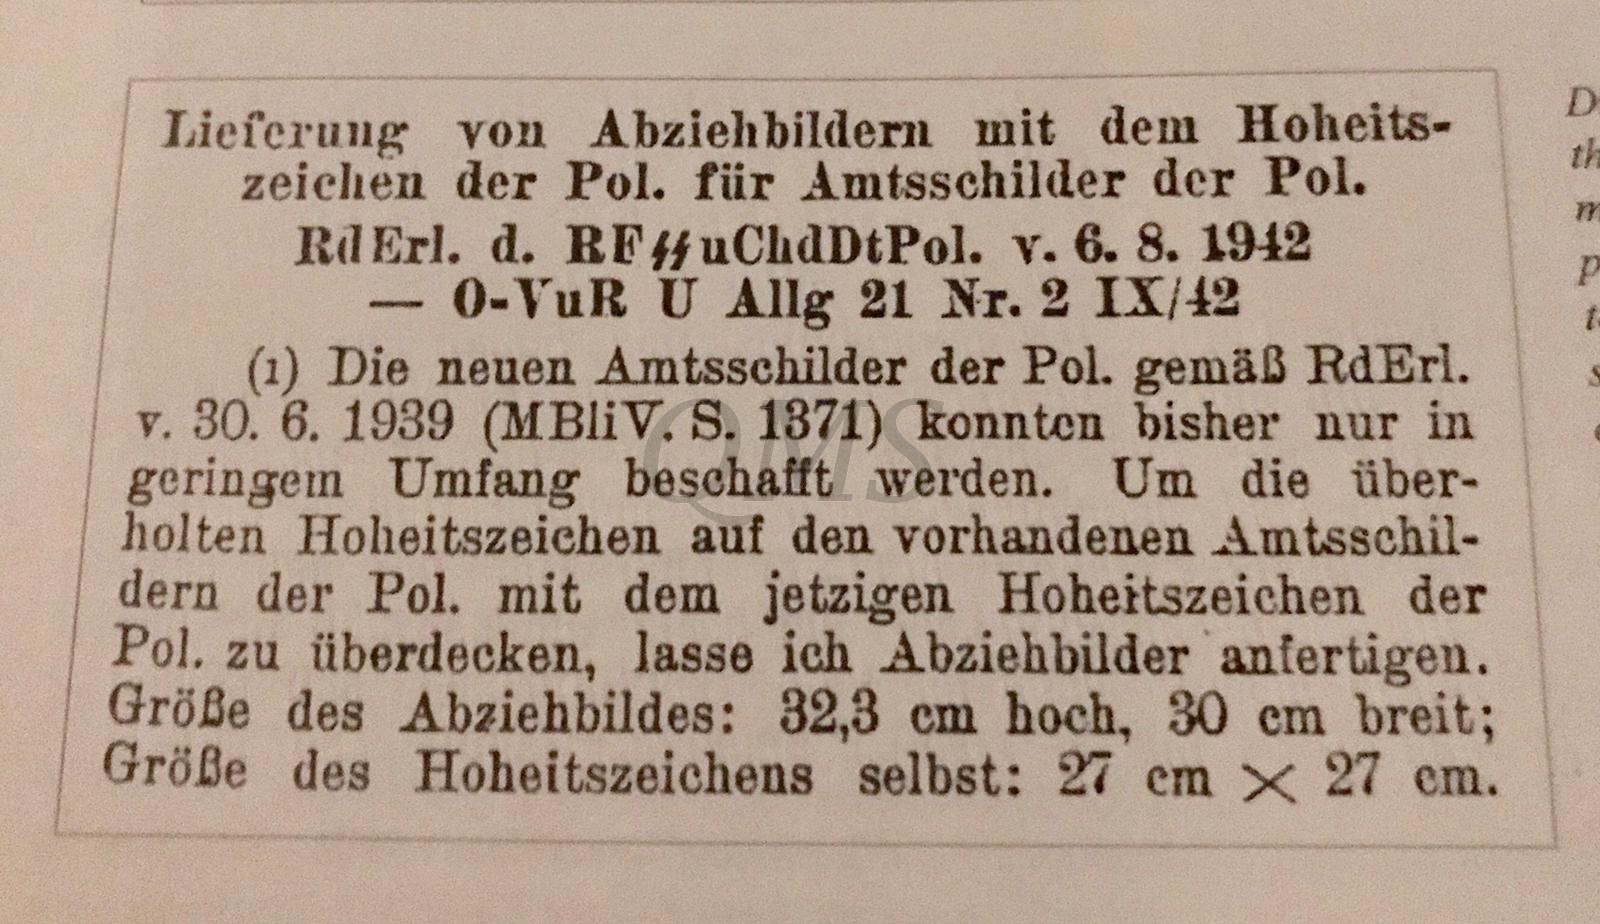 Lieferung von Abziehbildern mit dem Hoheits-
zeichen der Pol. für Amtsschilder der Pol.
RdErl. d. RFᛋᛋuChdDtPol. v. 6. 8. 1942
— O-VuR U Allg 21 Nr. 2 IX/42
(1) Die neuen Amtsschilder der Pol. gemäß RdErl.
v. 30. 6. 1939 (MBliV. S. 1371) konnten bisher nur in
geringem Umfang beschafft werden. Um die über-
holten Hoheitszeichen auf den vorhandenen Amtsschil-
dern der Pol. mit dem jetzigen Hoheitszeichen der
Pol. zu überdecken, lasse ich Abziehbilder anfertigen.
Größe des Abziehbildes: 32,3 cm hoch, 30 cm breit;
Größe des Hoheitszeichens selbst: 27 cm × 27 cm.
QMS